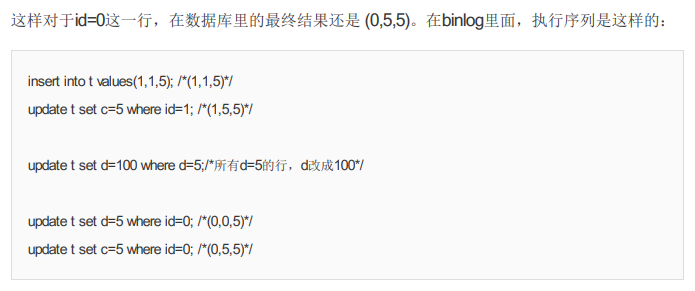 这样对于id=0这一行，在数据库里的最终结果还是 (0,5,5)。在binlog里面，执行序列是这样的：
insert into t values(1,1,5); /*(1,1,5)*/
update t set c=5 where id=1; /*(1,5,5)*/
update t set d=100 where d=5;/*所有d=5的行，d改成100*/
update t set d=5 where id=0; /*(0,0,5)*/
update t set c=5 where id=0; /*(0,5,5)*/